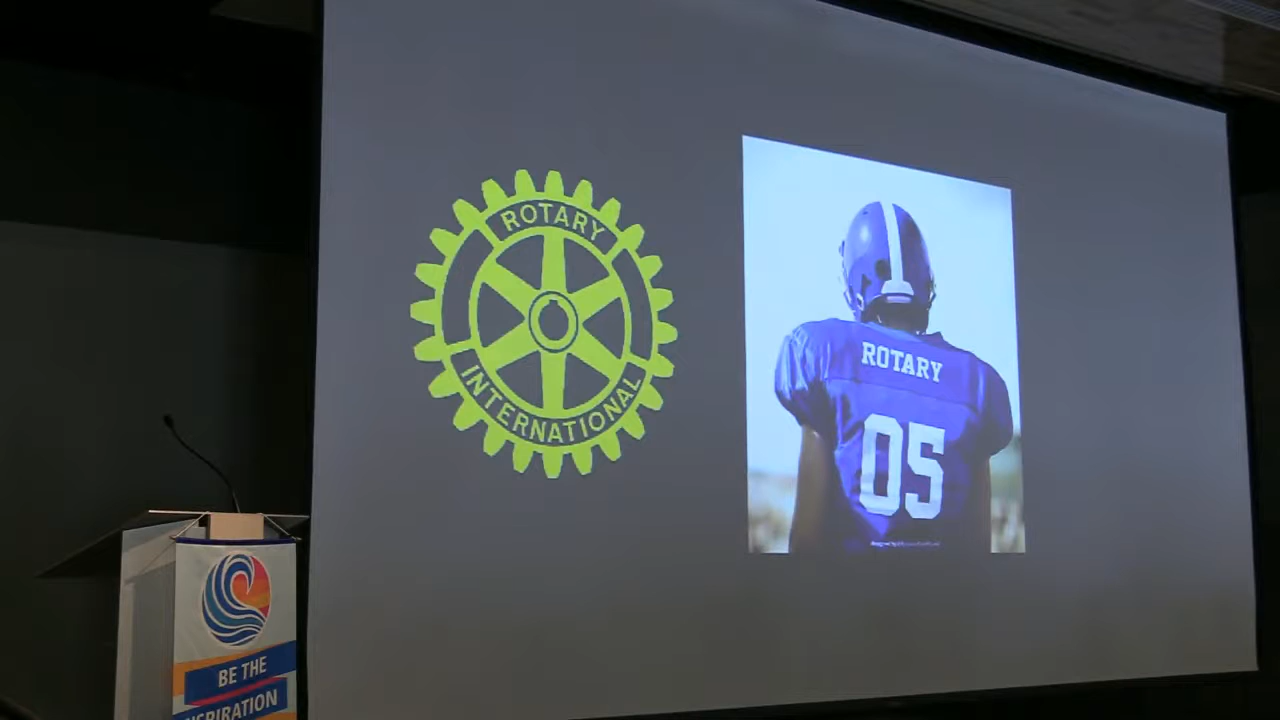 ROTARY
INTERNATIONAL
ROTARY
05
BE THE